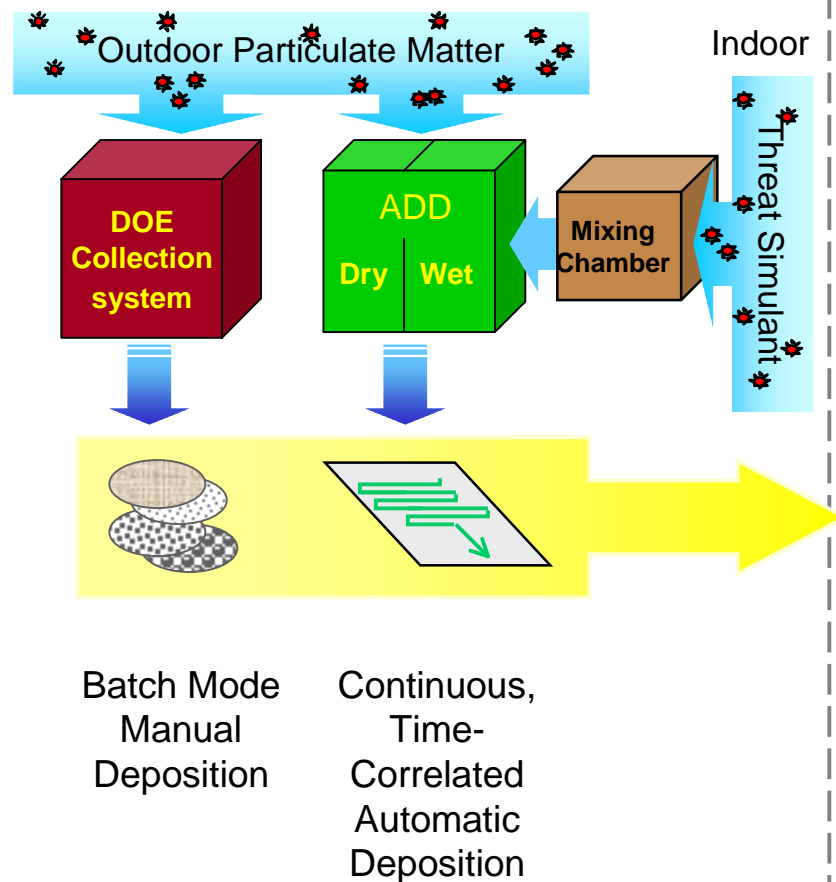 Outdoor Particulate Matter
Indoor
Threat Simulant
DOE
Collection
system
ADD
Dry
Wet
Mixing
Chamber
Batch Mode
Manual
Deposition
Continuous,
Time-
Correlated
Automatic
Deposition